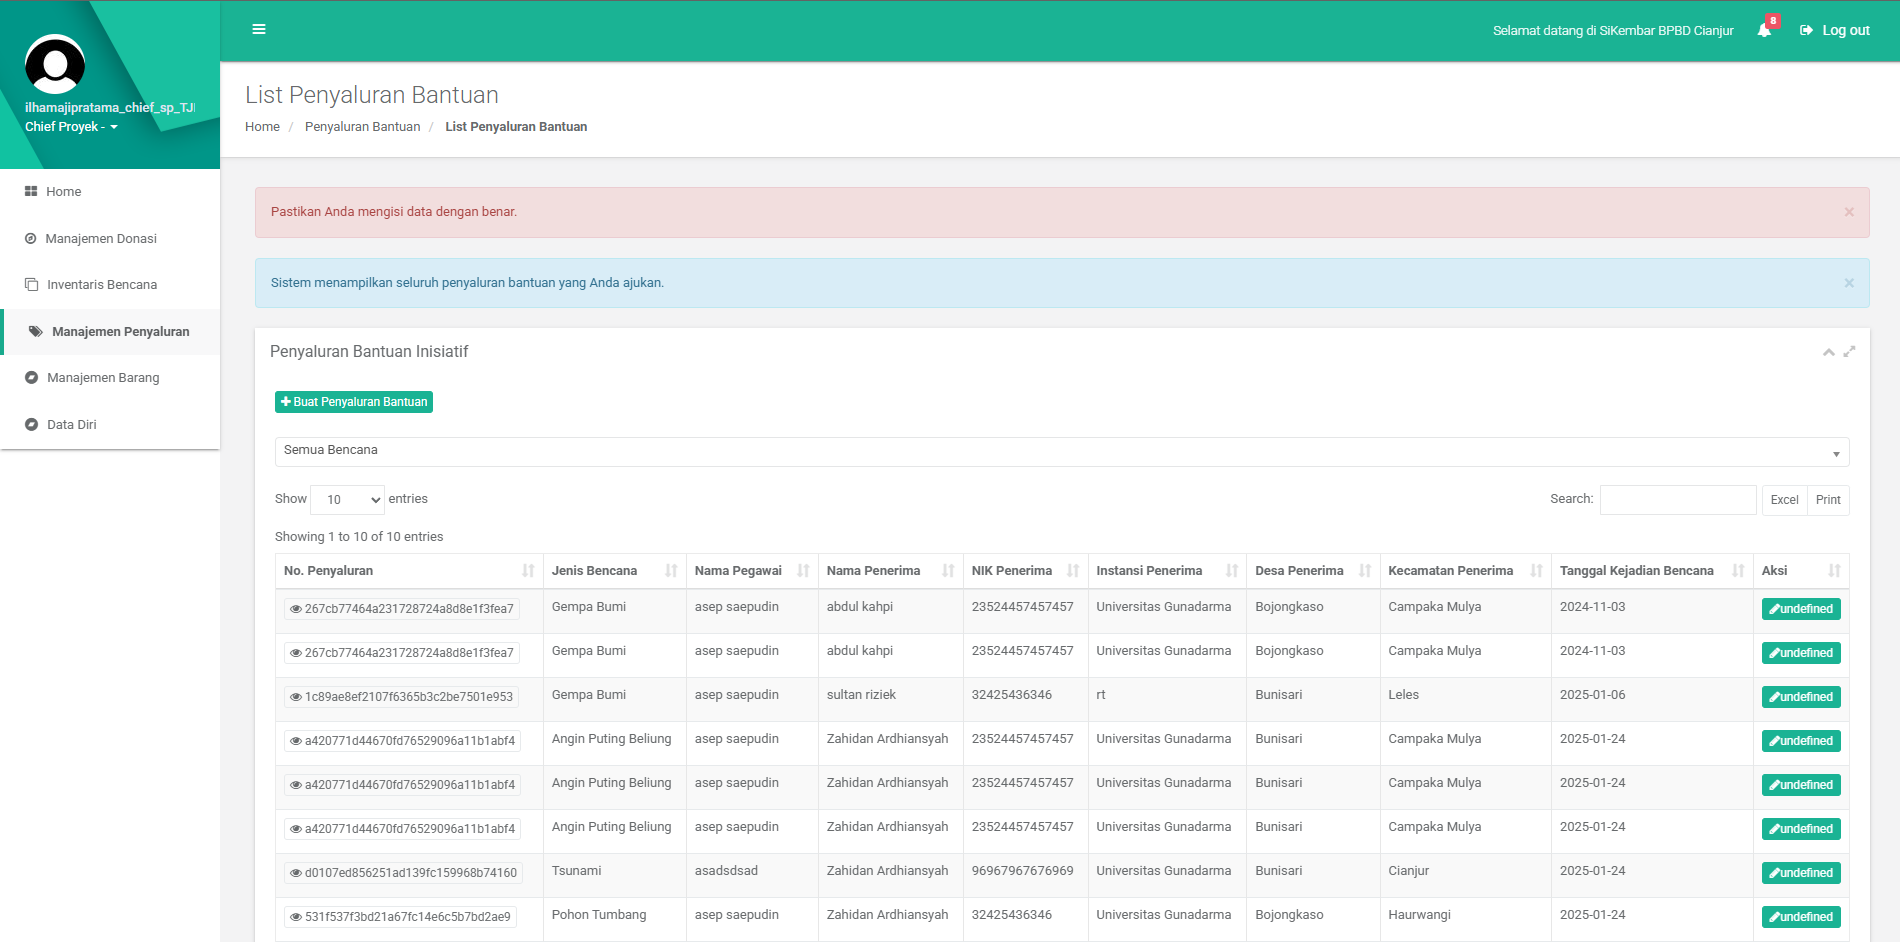 ilhamajipratama_chief_sp_TJ
Chief Proyek -
Home
Manajemen Donasi
Inventaris Bencana
Manajemen Penyaluran
Manajemen Barang
Data Diri
Selamat datang di SiKembar BPBD Cianjur
8
Log out
List Penyaluran Bantuan
Home / Penyaluran Bantuan / List Penyaluran Bantuan
Pastikan Anda mengisi data dengan benar. ×
Sistem menampilkan seluruh penyaluran bantuan yang Anda ajukan. ×
Penyaluran Bantuan Inisiatif
Buat Penyaluran Bantuan
Semua Bencana
Show 10 entries
Search: Excel Print
Showing 1 to 10 of 10 entries
No. Penyaluran Jenis Bencana Nama Pegawai Nama Penerima NIK Penerima Instansi Penerima Desa Penerima Kecamatan Penerima Tanggal Kejadian Bencana Aksi
267cb77464a231728724a8d8e1f3fea7 Gempa Bumi asep saepudin abdul kahpi 23524457457457 Universitas Gunadarma Bojongkaso Campaka Mulya 2024-11-03 undefined
267cb77464a231728724a8d8e1f3fea7 Gempa Bumi asep saepudin abdul kahpi 23524457457457 Universitas Gunadarma Bojongkaso Campaka Mulya 2024-11-03 undefined
1c89ae8ef2107f6365b3c2be7501e953 Gempa Bumi asep saepudin sultan riziek 32425436346 rt Bunisari Leles 2025-01-06 undefined
a420771d44670fd76529096a11b1abf4 Angin Puting Beliung asep saepudin Zahidan Ardhiansyah 23524457457457 Universitas Gunadarma Bunisari Campaka Mulya 2025-01-24 undefined
a420771d44670fd76529096a11b1abf4 Angin Puting Beliung asep saepudin Zahidan Ardhiansyah 23524457457457 Universitas Gunadarma Bunisari Campaka Mulya 2025-01-24 undefined
a420771d44670fd76529096a11b1abf4 Angin Puting Beliung asep saepudin Zahidan Ardhiansyah 23524457457457 Universitas Gunadarma Bunisari Campaka Mulya 2025-01-24 undefined
d0107ed856251ad139fc159968b74160 Tsunami asadsdsad Zahidan Ardhiansyah 96967967676969 Universitas Gunadarma Bunisari Cianjur 2025-01-24 undefined
531f537f3bd21a67fc14e6c5b7bd2ae9 Pohon Tumbang asep saepudin Zahidan Ardhiansyah 32425436346 Universitas Gunadarma Bojongkaso Haurwangi 2025-01-24 undefined